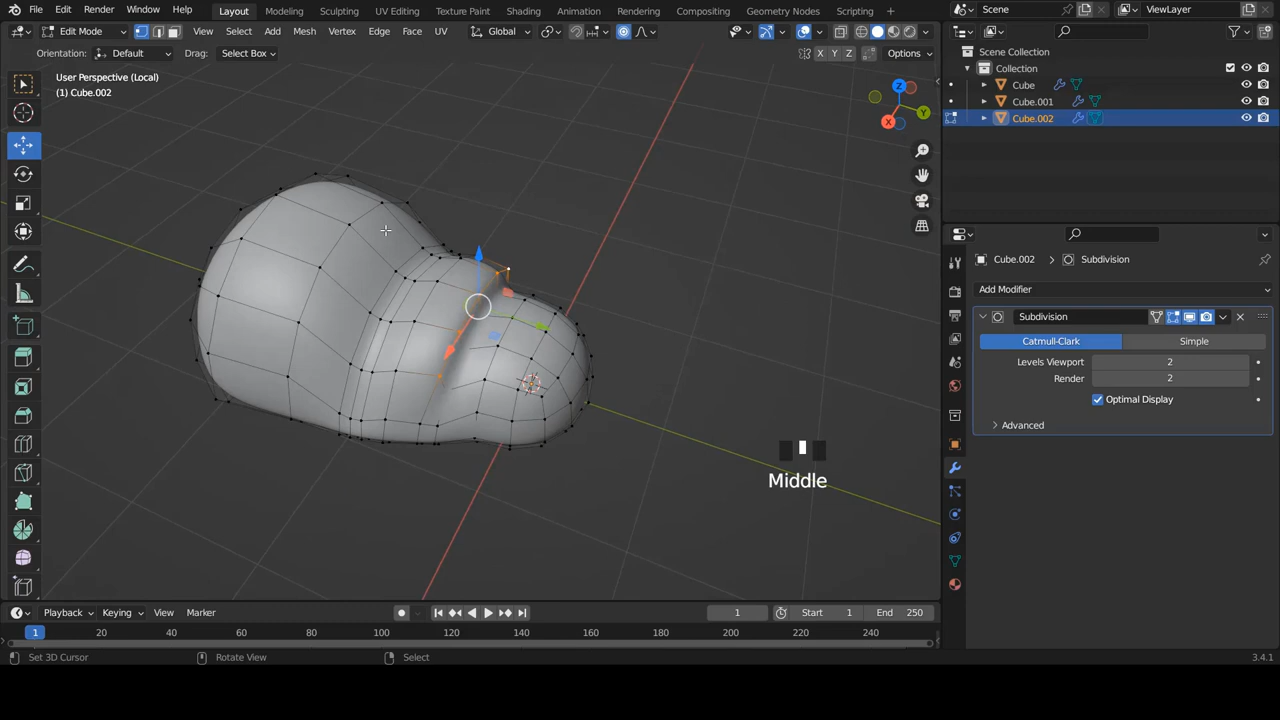 File Edit Render Window Help Layout Modeling Sculpting UV Editing Texture Paint Shading Animation Rendering Compositing Geometry Nodes Scripting Scene ViewLayer
Edit Mode View Select Add Mesh Vertex Edge Face UV Global
Orientation: Default Drag: Select Box X Y Z Options
User Perspective (Local)
(1) Cube.002
Z
Y
X
Scene Collection
Collection
Cube
Cube.001
Cube.002
Cube.002 > Subdivision
Add Modifier
Subdivision
Catmull-Clark Simple
Levels Viewport 2
Render 2
Optimal Display
Advanced
Middle
Playback Keying View Marker 1 Start 1 End 250
1 20 40 60 80 100 120 140 160 180 200 220 240
Set 3D Cursor Rotate View Select 3.4.1